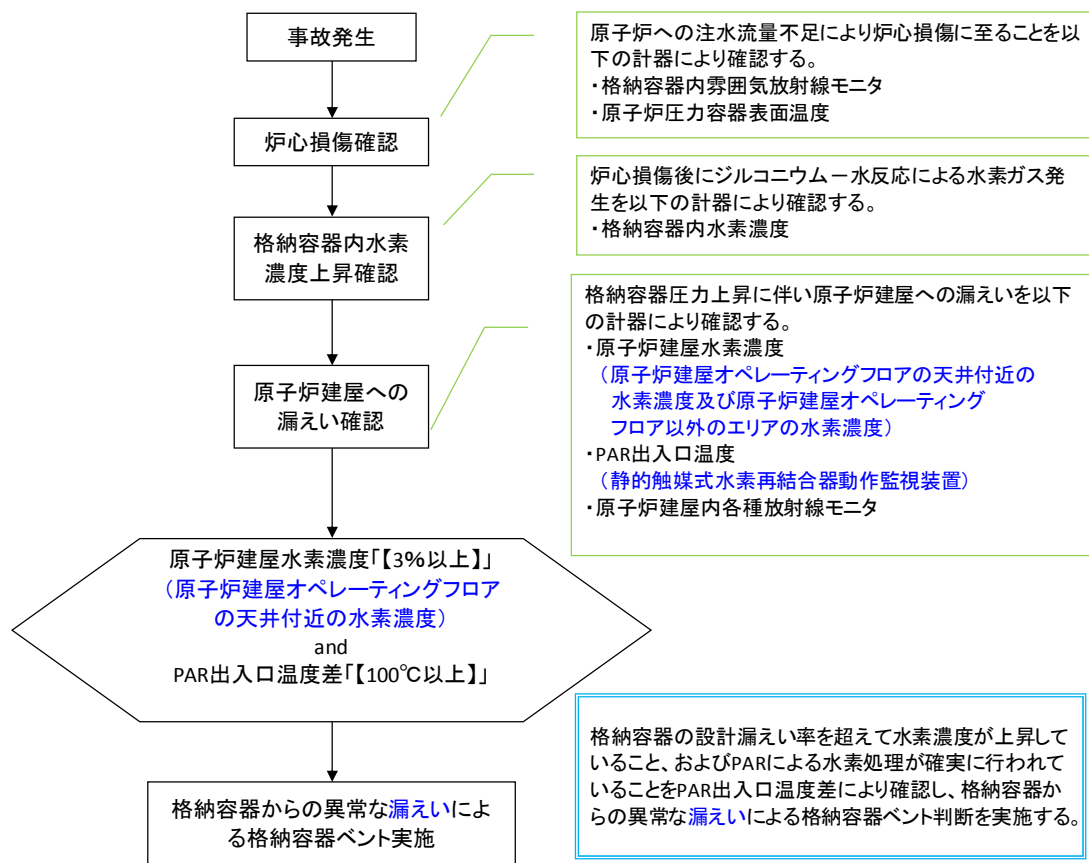 事故発生
原子炉への注水流量不足により炉心損傷に至ることを以
下の計器により確認する。
・格納容器内雰囲気放射線モニタ
・原子炉圧力容器表面温度
炉心損傷確認
炉心損傷後にジルコニウム－水反応による水素ガス発
生を以下の計器により確認する。
・格納容器内水素濃度
格納容器内水素
濃度上昇確認
格納容器圧力上昇に伴い原子炉建屋への漏えいを以下
の計器により確認する。
・原子炉建屋水素濃度
（原子炉建屋オペレーティングフロアの天井付近の
水素濃度及び原子炉建屋オペレーティング
フロア以外のエリアの水素濃度）
・PAR出入口温度
（静的触媒式水素再結合器動作監視装置）
・原子炉建屋内各種放射線モニタ
原子炉建屋への
漏えい確認
原子炉建屋水素濃度「【3%以上】」
（原子炉建屋オペレーティングフロア
の天井付近の水素濃度）
and
PAR出入口温度差「【100℃以上】」
格納容器の設計漏えい率を超えて水素濃度が上昇して
いること、およびPARによる水素処理が確実に行われて
いることをPAR出入口温度差により確認し、格納容器か
らの異常な漏えいによる格納容器ベント判断を実施する。
格納容器からの異常な漏えいによ
る格納容器ベント実施